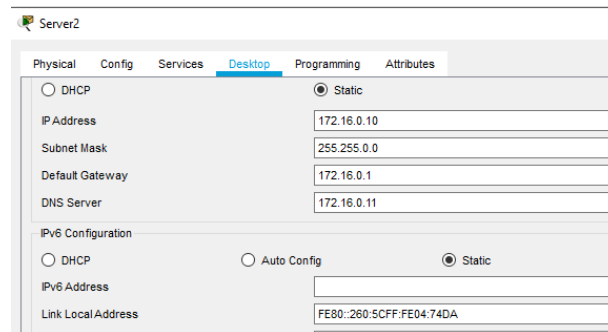 Server2
Physical Config Services Desktop Programming Attributes
DHCP Static
IP Address 172.16.0.10
Subnet Mask 255.255.0.0
Default Gateway 172.16.0.1
DNS Server 172.16.0.11
IPv6 Configuration
DHCP Auto Config Static
IPv6 Address
Link Local Address FE80::260:5CFF:FE04:74DA